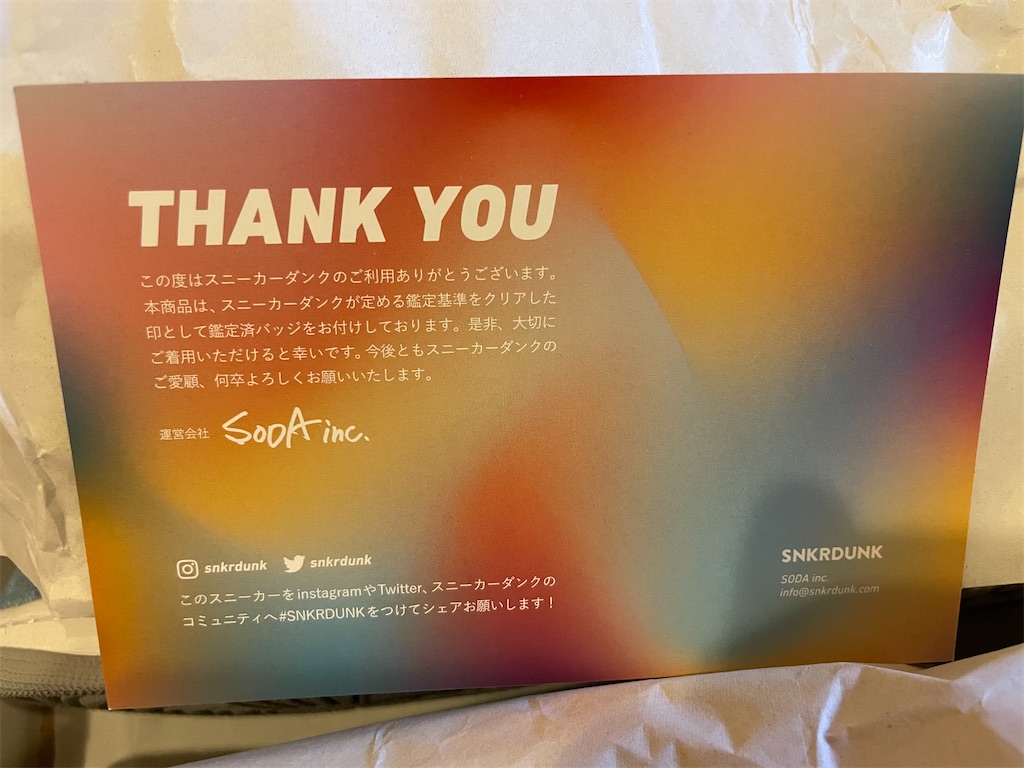 THANK YOU
この度はスニーカーダンクのご利用ありがとうございます。
本商品は、スニーカーダンクが定める鑑定基準をクリアした
印として鑑定済バッジをお付けしております。是非、大切に
ご着用いただけると幸いです。今後ともスニーカーダンクの
ご愛顧、何卒よろしくお願いいたします。
運営会社 SODA inc.
snkrdunk snkrdunk
このスニーカーをinstagramやTwitter、スニーカーダンクの
コミュニティへ#SNKRDUNKをつけてシェアお願いします！
SNKRDUNK
SODA inc.
info@snkrdunk.com